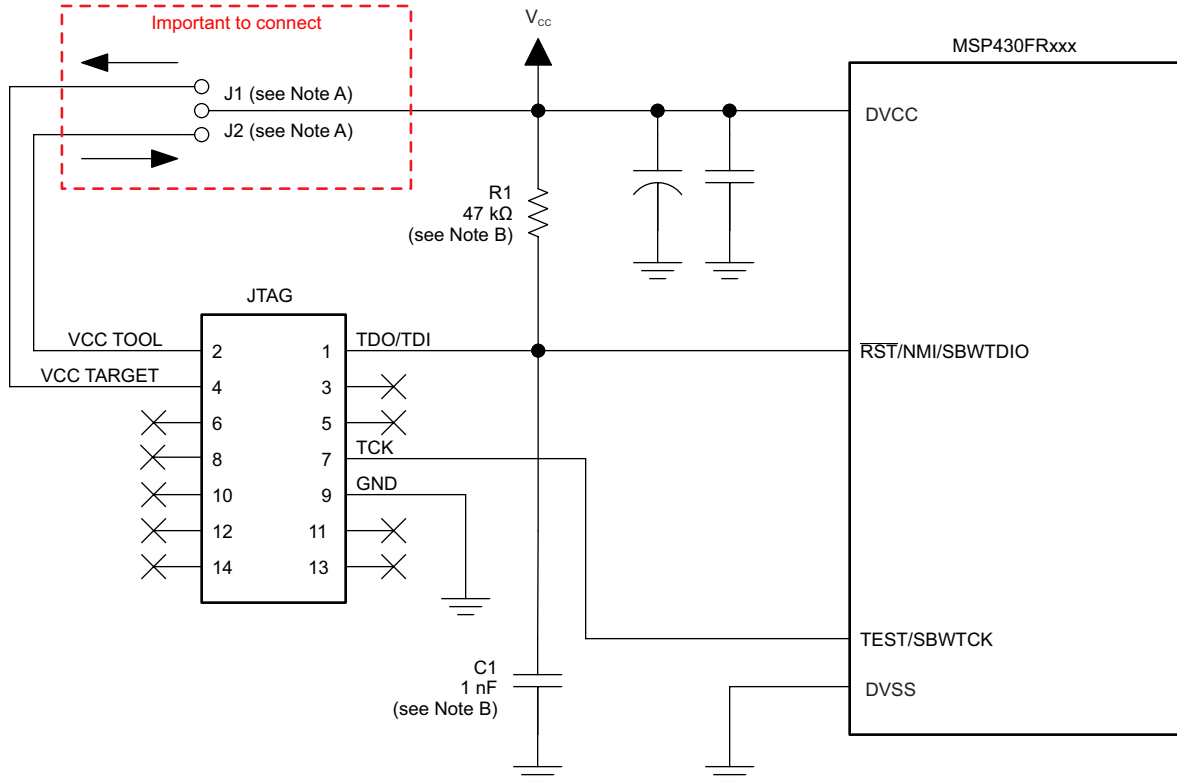 Important to connect
J1 (see Note A)
J2 (see Note A)
Vcc
MSP430FRxxx
DVCC
R1
47 kΩ
(see Note B)
JTAG
VCC TOOL
2
1
TDO/TDI
RST/NMI/SBWTDIO
VCC TARGET
4
3
6
5
8
7
TCK
10
9
GND
12
11
14
13
TEST/SBWTCK
C1
1 nF
(see Note B)
DVSS